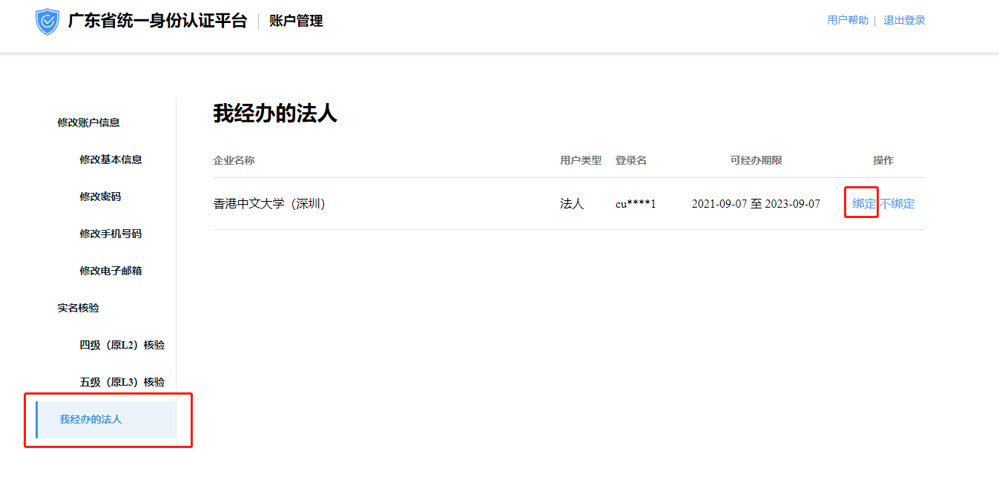 广东省统一身份认证平台 | 账户管理
用户帮助 | 退出登录
修改账户信息
修改基本信息
修改密码
修改手机号码
修改电子邮箱
实名核验
四级（原L2）核验
五级（原L3）核验
我经办的法人
我经办的法人
企业名称 用户类型 登录名 可经办期限 操作
香港中文大学（深圳） 法人 cu****1 2021-09-07 至 2023-09-07 绑定 不绑定